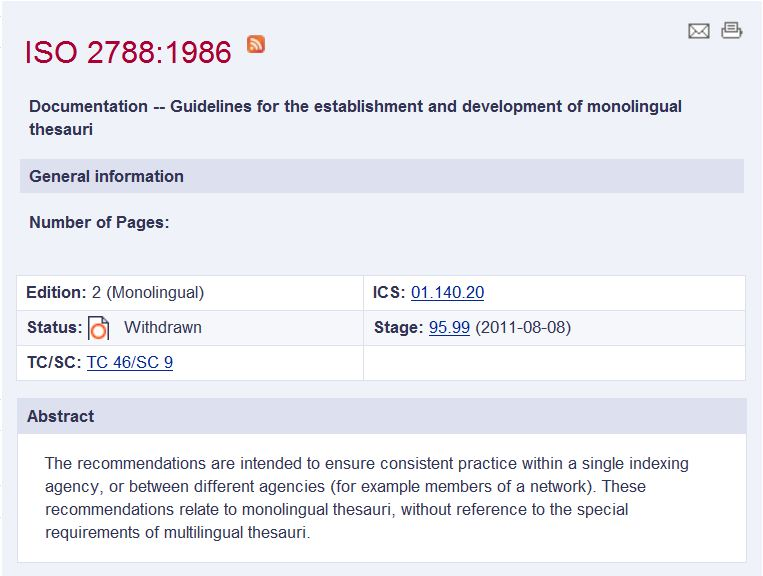 ISO 2788:1986
Documentation -- Guidelines for the establishment and development of monolingual
thesauri
General information
Number of Pages:
Edition: 2 (Monolingual)
ICS: 01.140.20
Status: Withdrawn
Stage: 95.99 (2011-08-08)
TC/SC: TC 46/SC 9
Abstract
The recommendations are intended to ensure consistent practice within a single indexing
agency, or between different agencies (for example members of a network). These
recommendations relate to monolingual thesauri, without reference to the special
requirements of multilingual thesauri.